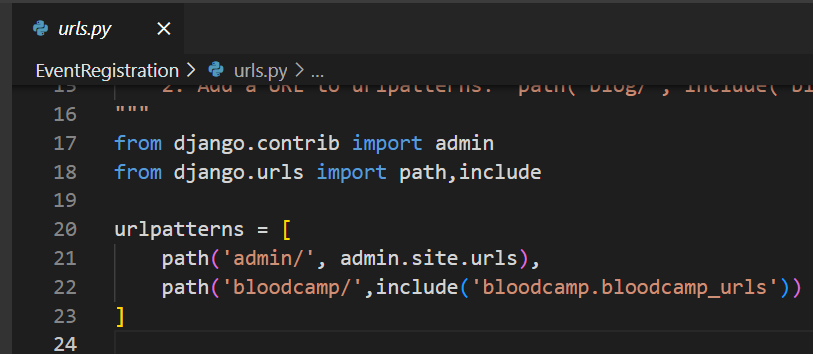 urls.py ×
EventRegistration > urls.py > ...
15 2. Add a URL to urlpatterns: path('blog/', include('bl
16 """
17 from django.contrib import admin
18 from django.urls import path,include
19
20 urlpatterns = [
21     path('admin/', admin.site.urls),
22     path('bloodcamp/',include('bloodcamp.bloodcamp_urls'))
23 ]
24